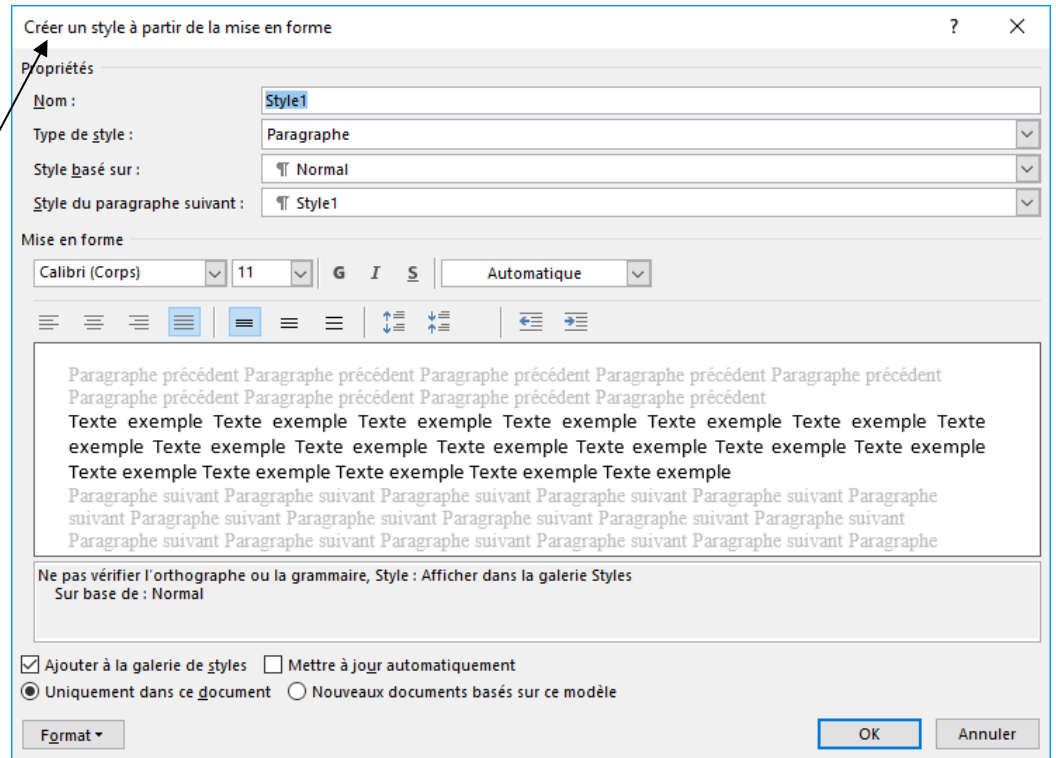 Créer un style à partir de la mise en forme ?
Propriétés
Nom : Style1
Type de style : Paragraphe
Style basé sur : ¶ Normal
Style du paragraphe suivant : ¶ Style1
Mise en forme
Calibri (Corps) 11 G I S Automatique
Paragraphe précédent Paragraphe précédent Paragraphe précédent Paragraphe précédent Paragraphe précédent
Paragraphe précédent Paragraphe précédent Paragraphe précédent Paragraphe précédent
Texte exemple Texte exemple Texte exemple Texte exemple Texte exemple Texte exemple Texte
exemple Texte exemple Texte exemple Texte exemple Texte exemple Texte exemple Texte exemple
Texte exemple Texte exemple Texte exemple Texte exemple Texte exemple
Paragraphe suivant Paragraphe suivant Paragraphe suivant Paragraphe suivant Paragraphe suivant Paragraphe
suivant Paragraphe suivant Paragraphe suivant Paragraphe suivant Paragraphe suivant
Paragraphe suivant Paragraphe suivant Paragraphe suivant Paragraphe suivant Paragraphe suivant Paragraphe
Ne pas vérifier l'orthographe ou la grammaire, Style : Afficher dans la galerie Styles
Sur base de : Normal
Ajouter à la galerie de styles Mettre à jour automatiquement
Uniquement dans ce document Nouveaux documents basés sur ce modèle
Format OK Annuler